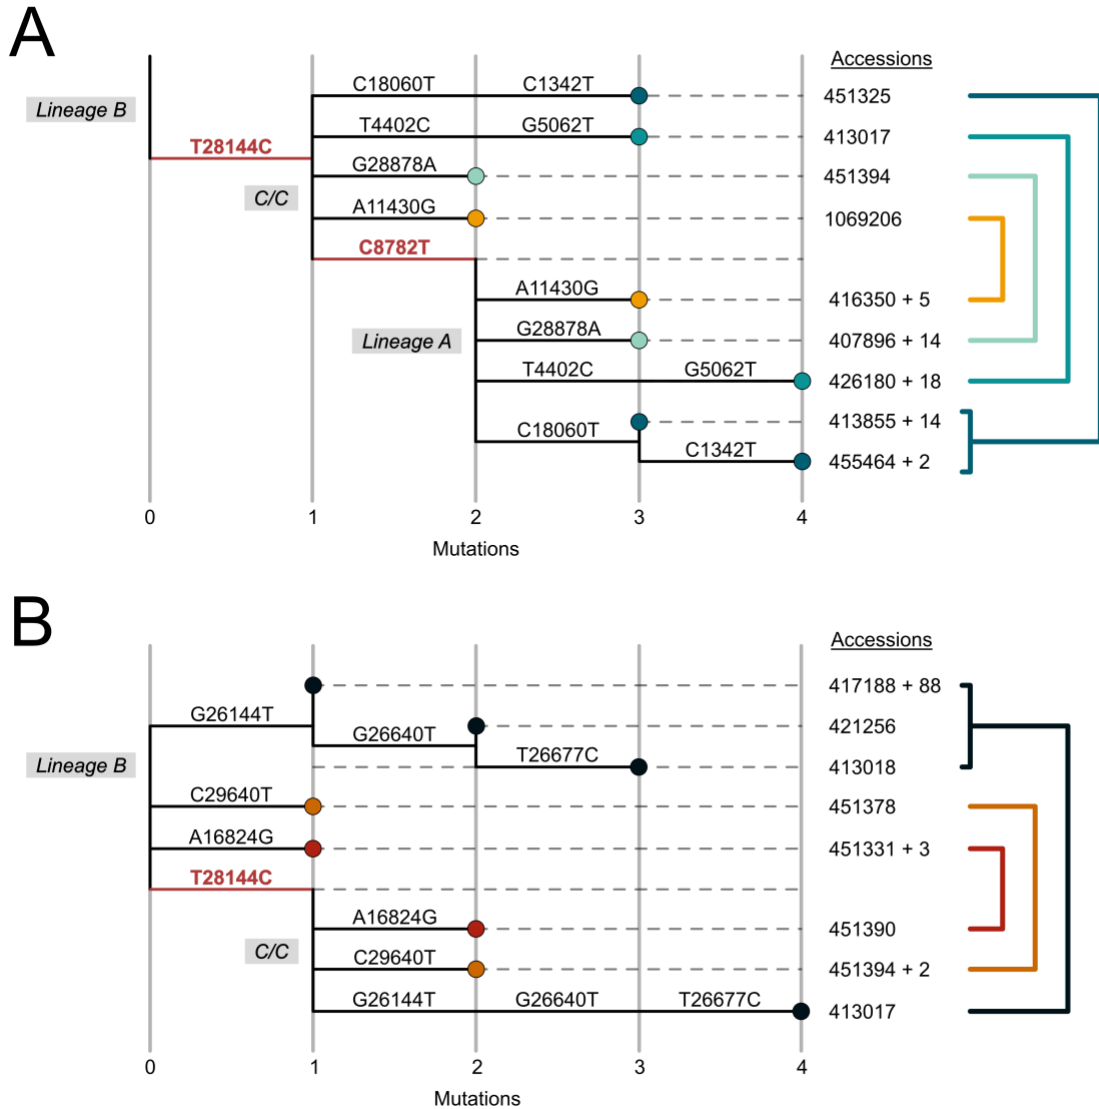 A
Accessions
C18060T C1342T 451325
Lineage B
T4402C G5062T 413017
T28144C
G28878A 451394
C/C
A11430G 1069206
C8782T
A11430G 416350 + 5
Lineage A G28878A 407896 + 14
T4402C G5062T 426180 + 18
413855 + 14
C18060T
C1342T 455464 + 2
0 1 2 3 4
Mutations
B
Accessions
417188 + 88
G26144T
421256
G26640T
Lineage B T26677C 413018
C29640T 451378
A16824G 451331 + 3
T28144C
A16824G 451390
C/C
C29640T 451394 + 2
G26144T G26640T T26677C 413017
0 1 2 3 4
Mutations